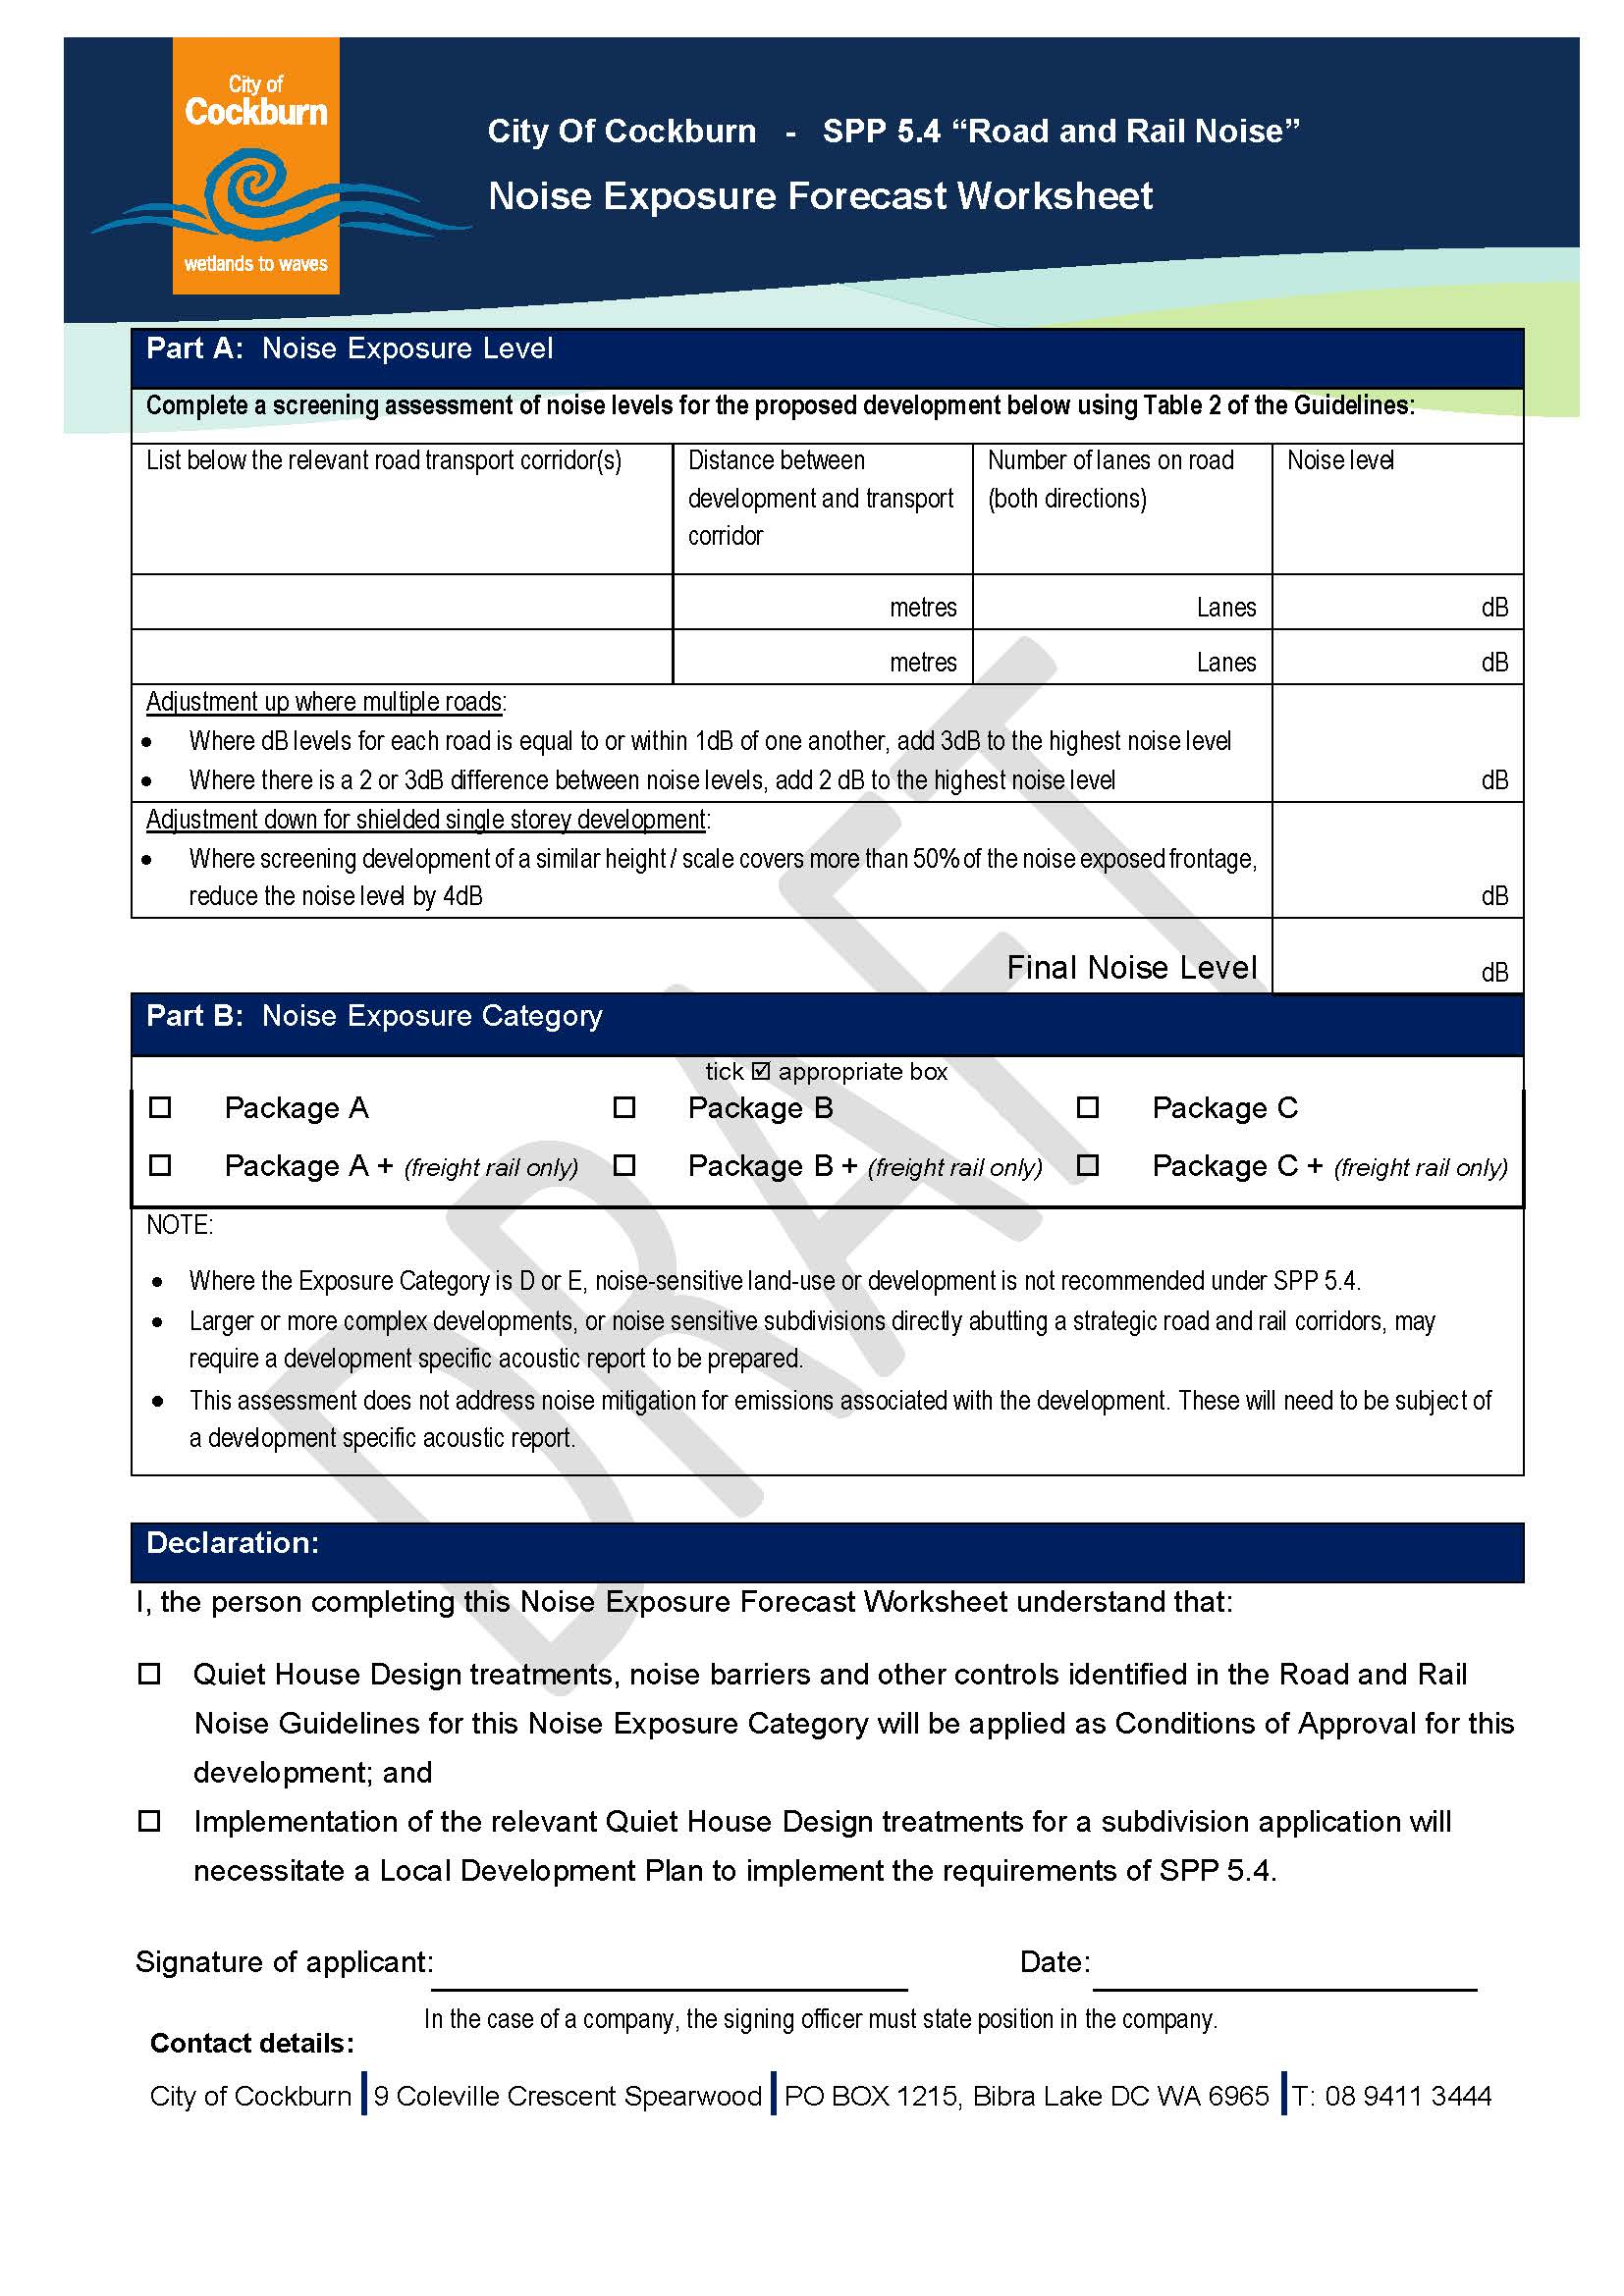 City of
Cockburn
wetlands to waves
City Of Cockburn - SPP 5.4 “Road and Rail Noise”
Noise Exposure Forecast Worksheet
Part A: Noise Exposure Level
Complete a screening assessment of noise levels for the proposed development below using Table 2 of the Guidelines:
List below the relevant road transport corridor(s)
Distance between
development and transport
corridor
Number of lanes on road
(both directions)
Noise level
metres Lanes dB
metres Lanes dB
Adjustment up where multiple roads:
• Where dB levels for each road is equal to or within 1dB of one another, add 3dB to the highest noise level
• Where there is a 2 or 3dB difference between noise levels, add 2 dB to the highest noise level
dB
Adjustment down for shielded single storey development:
• Where screening development of a similar height / scale covers more than 50% of the noise exposed frontage,
reduce the noise level by 4dB
dB
Final Noise Level dB
Part B: Noise Exposure Category
tick ☑ appropriate box
☐ Package A ☐ Package B ☐ Package C
☐ Package A + (freight rail only) ☐ Package B + (freight rail only) ☐ Package C + (freight rail only)
NOTE:
• Where the Exposure Category is D or E, noise-sensitive land-use or development is not recommended under SPP 5.4.
• Larger or more complex developments, or noise sensitive subdivisions directly abutting a strategic road and rail corridors, may
require a development specific acoustic report to be prepared.
• This assessment does not address noise mitigation for emissions associated with the development. These will need to be subject of
a development specific acoustic report.
DRAFT
Declaration:
I, the person completing this Noise Exposure Forecast Worksheet understand that:
☐ Quiet House Design treatments, noise barriers and other controls identified in the Road and Rail
Noise Guidelines for this Noise Exposure Category will be applied as Conditions of Approval for this
development; and
☐ Implementation of the relevant Quiet House Design treatments for a subdivision application will
necessitate a Local Development Plan to implement the requirements of SPP 5.4.
Signature of applicant: Date:
In the case of a company, the signing officer must state position in the company.
Contact details:
City of Cockburn | 9 Coleville Crescent Spearwood | PO BOX 1215, Bibra Lake DC WA 6965 | T: 08 9411 3444